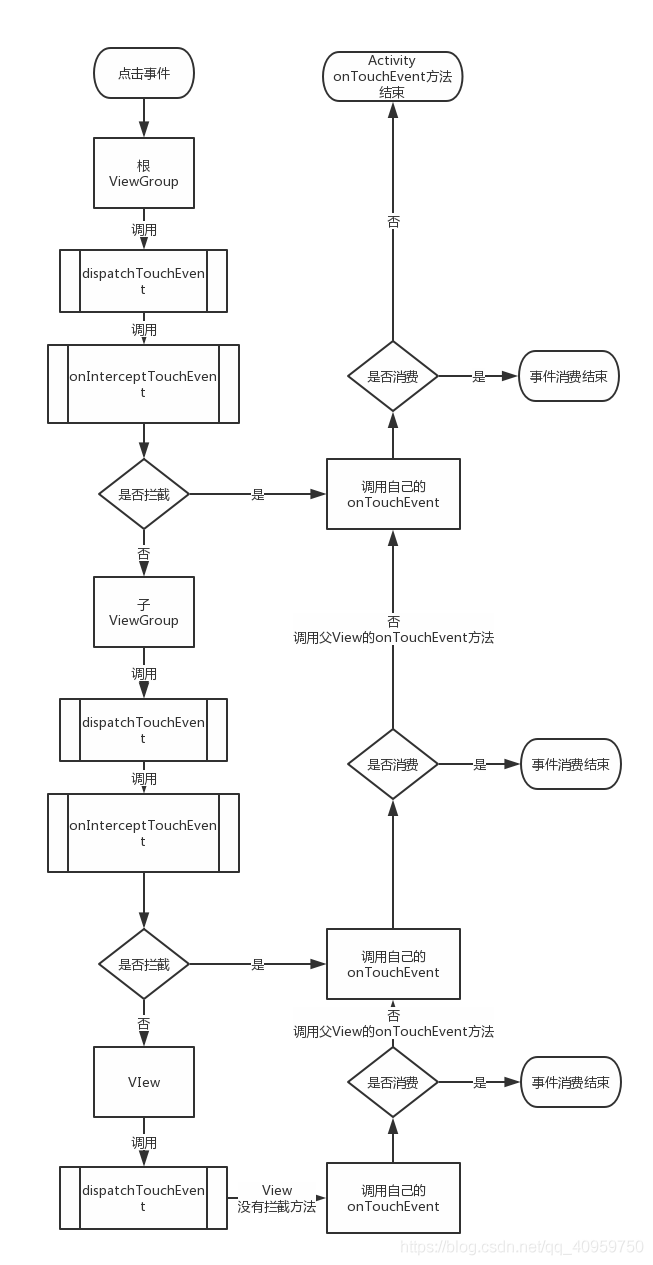 点击事件
根
ViewGroup
调用
dispatchTouchEven
t
调用
onInterceptTouchEven
t
是否拦截
是
否
子
ViewGroup
调用
dispatchTouchEven
t
调用
onInterceptTouchEven
t
是否拦截
是
否
VIew
调用
dispatchTouchEven
t
View
没有拦截方法
调用自己的
onTouchEvent
是否消费
是
事件消费结束
否
调用父View的onTouchEvent方法
调用自己的
onTouchEvent
是否消费
是
事件消费结束
否
调用父View的onTouchEvent方法
调用自己的
onTouchEvent
是否消费
是
事件消费结束
否
Activity
onTouchEvent方法
结束
https://blog.csdn.net/qq_40959750